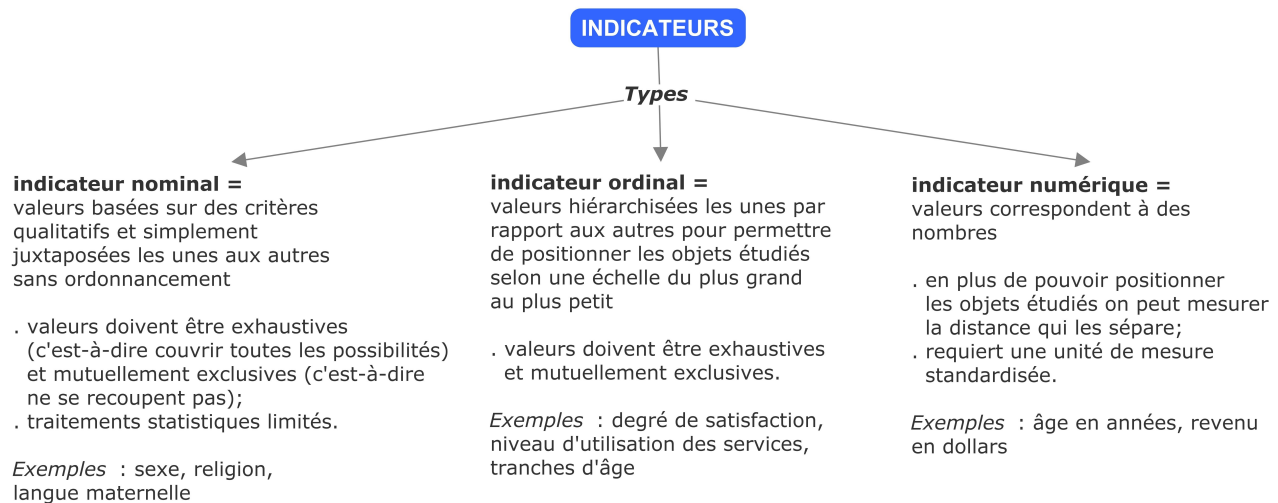 INDICATEURS
Types
indicateur nominal =
valeurs basées sur des critères
qualitatifs et simplement
juxtaposées les unes aux autres
sans ordonnancement
. valeurs doivent être exhaustives
(c'est-à-dire couvrir toutes les possibilités)
et mutuellement exclusives (c'est-à-dire
ne se recoupent pas);
. traitements statistiques limités.
Exemples : sexe, religion,
langue maternelle
indicateur ordinal =
valeurs hiérarchisées les unes par
rapport aux autres pour permettre
de positionner les objets étudiés
selon une échelle du plus grand
au plus petit
. valeurs doivent être exhaustives
et mutuellement exclusives.
Exemples : degré de satisfaction,
niveau d'utilisation des services,
tranches d'âge
indicateur numérique =
valeurs correspondent à des
nombres
. en plus de pouvoir positionner
les objets étudiés on peut mesurer
la distance qui les sépare;
. requiert une unité de mesure
standardisée.
Exemples : âge en années, revenu
en dollars